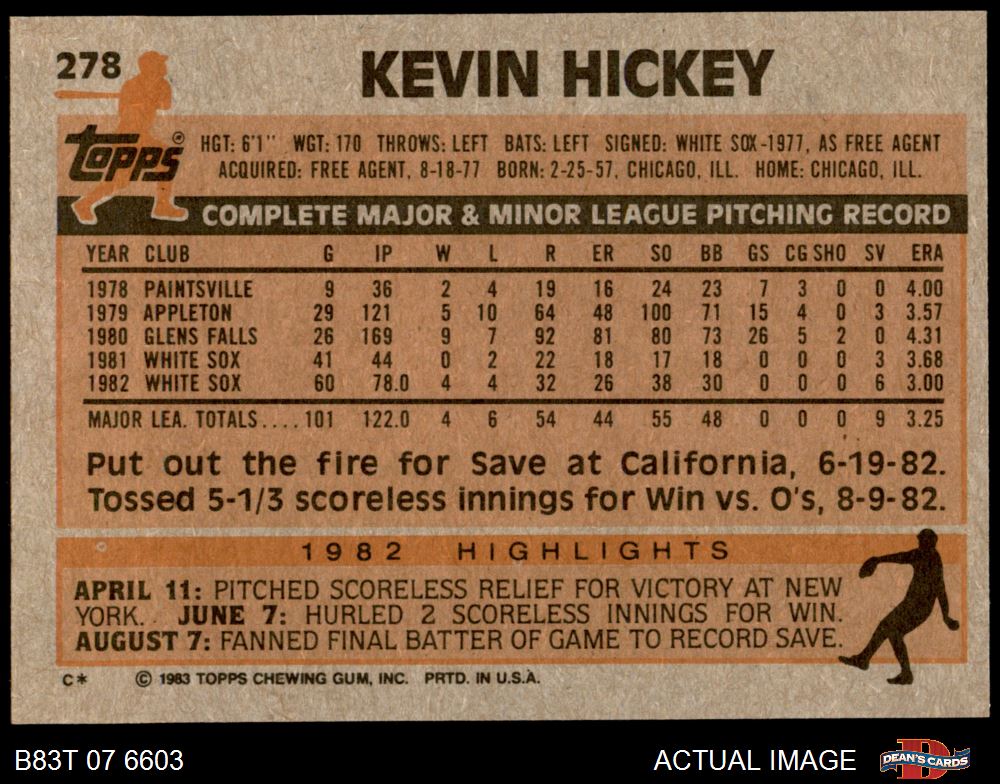 278
KEVIN HICKEY
topps
HGT: 6'1" WGT: 170 THROWS: LEFT BATS: LEFT SIGNED: WHITE SOX-1977, AS FREE AGENT
ACQUIRED: FREE AGENT, 8-18-77 BORN: 2-25-57, CHICAGO, ILL. HOME: CHICAGO, ILL.
COMPLETE MAJOR & MINOR LEAGUE PITCHING RECORD
YEAR CLUB G IP W L R ER SO BB GS CG SHO SV ERA
1978 PAINTSVILLE 9 36 2 4 19 16 24 23 7 3 0 0 4.00
1979 APPLETON 29 121 5 10 64 48 100 71 15 4 0 3 3.57
1980 GLENS FALLS 26 169 9 7 92 81 80 73 26 5 2 0 4.31
1981 WHITE SOX 41 44 0 2 22 18 17 18 0 0 0 3 3.68
1982 WHITE SOX 60 78.0 4 4 32 26 38 30 0 0 0 6 3.00
MAJOR LEA. TOTALS.... 101 122.0 4 6 54 44 55 48 0 0 0 9 3.25
Put out the fire for Save at California, 6-19-82.
Tossed 5-1/3 scoreless innings for Win vs. O's, 8-9-82.
1982 HIGHLIGHTS
APRIL 11: PITCHED SCORELESS RELIEF FOR VICTORY AT NEW
YORK. JUNE 7: HURLED 2 SCORELESS INNINGS FOR WIN.
AUGUST 7: FANNED FINAL BATTER OF GAME TO RECORD SAVE.
C* © 1983 TOPPS CHEWING GUM, INC. PRTD. IN U.S.A.
B83T 07 6603 ACTUAL IMAGE DEAN'S CARDS